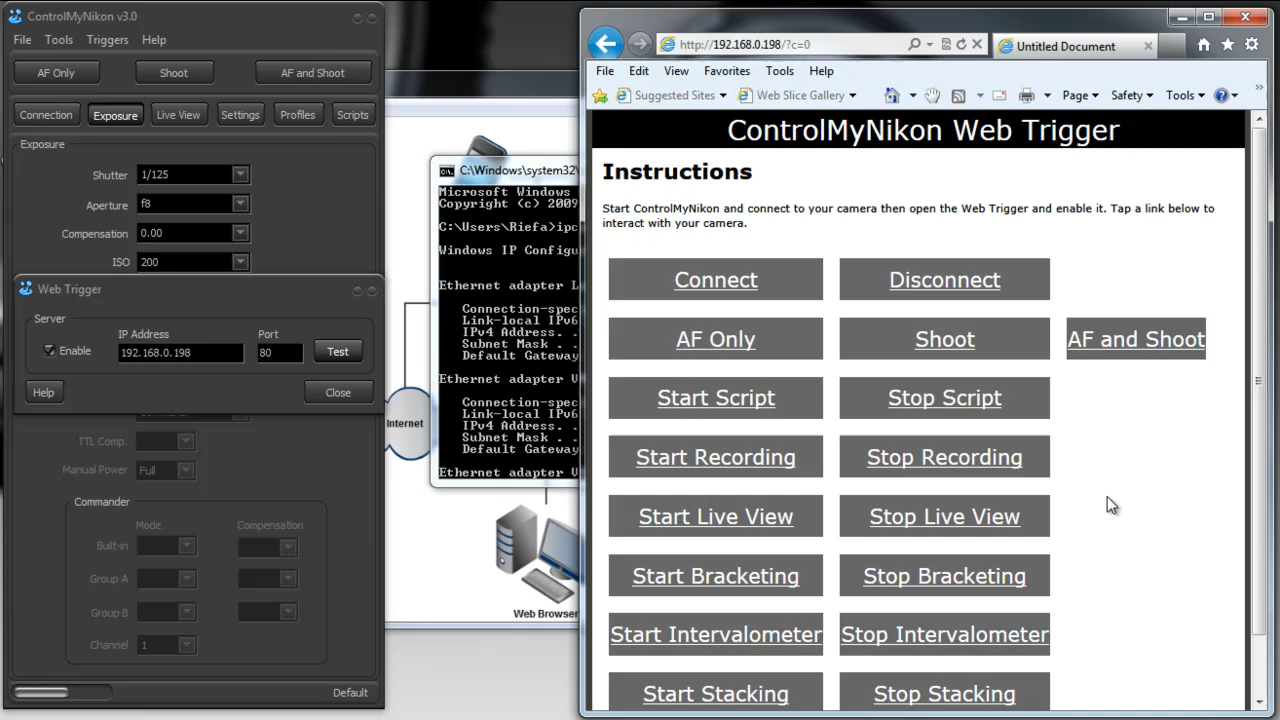 ControlMyNikon v3.0
File Tools Triggers Help
AF Only Shoot AF and Shoot
Connection Exposure Live View Settings Profiles Scripts
Exposure
Shutter 1/125
Aperture f8
Compensation 0.00
ISO 200
Web Trigger
Server
IP Address Port
Enable 192.168.0.198 80 Test
Help Close
TTL Comp.
Manual Power Full
Commander
Mode Compensation
Built-in
Group A
Group B
Channel 1
Default
Internet
Web Browser
C:\Windows\system32\
Microsoft Windows
Copyright (c) 2009
C:\Users\Riefa>ipc
Windows IP Configu
Ethernet adapter L
Connection-spec
Link-local IPv6
IPv4 Address. .
Subnet Mask . .
Default Gateway
Ethernet adapter V
Connection-spec
Link-local IPv6
IPv4 Address. .
Subnet Mask . .
Default Gateway
Ethernet adapter V
http://192.168.0.198/?c=0 Untitled Document
File Edit View Favorites Tools Help
Suggested Sites Web Slice Gallery Page Safety Tools
ControlMyNikon Web Trigger
Instructions
Start ControlMyNikon and connect to your camera then open the Web Trigger and enable it. Tap a link below to
interact with your camera.
Connect Disconnect
AF Only Shoot AF and Shoot
Start Script Stop Script
Start Recording Stop Recording
Start Live View Stop Live View
Start Bracketing Stop Bracketing
Start Intervalometer Stop Intervalometer
Start Stacking Stop Stacking